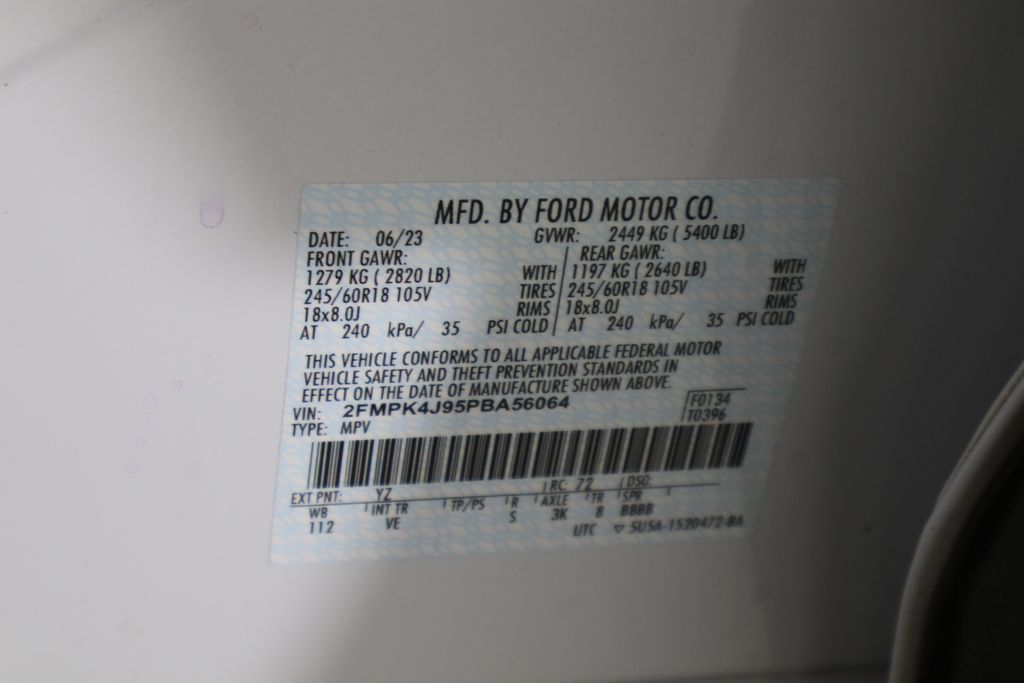 MFD. BY FORD MOTOR CO.
DATE: 06/23 GVWR: 2449 KG ( 5400 LB)
FRONT GAWR: REAR GAWR:
1279 KG ( 2820 LB) WITH 1197 KG ( 2640 LB) WITH
245/60R18 105V TIRES 245/60R18 105V TIRES
18x8.0J RIMS 18x8.0J RIMS
AT 240 kPa/ 35 PSI COLD AT 240 kPa/ 35 PSI COLD
THIS VEHICLE CONFORMS TO ALL APPLICABLE FEDERAL MOTOR
VEHICLE SAFETY AND THEFT PREVENTION STANDARDS IN
EFFECT ON THE DATE OF MANUFACTURE SHOWN ABOVE.
VIN: 2FMPK4J95PBA56064 F0134
TYPE: MPV T0396
EXT PNT: YZ RC: 72 DSO:
WB INT TR TP/PS R AXLE TR SPR
112 VE S 3K 8 BBBB
UTC ▽ 5U5A-1520472-BA